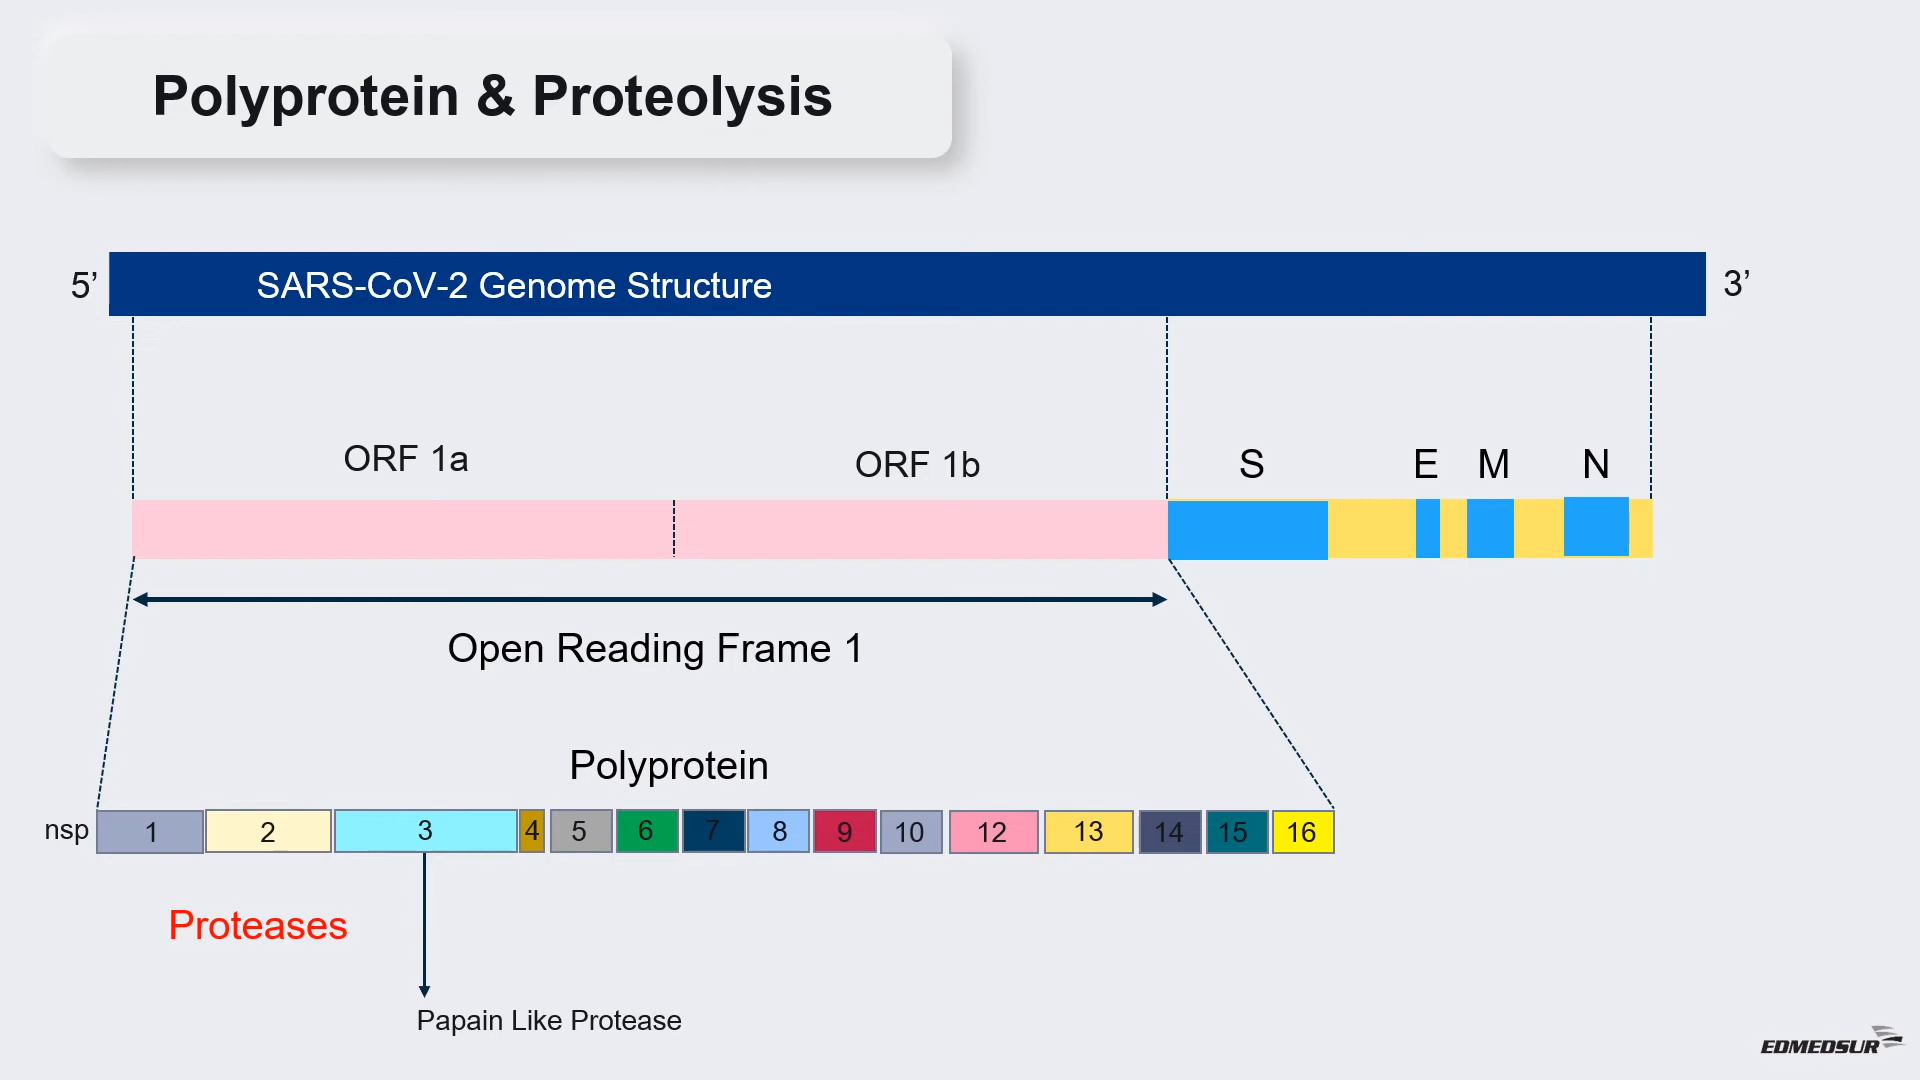 Polyprotein & Proteolysis
5’ SARS-CoV-2 Genome Structure 3’
ORF 1a ORF 1b S E M N
Open Reading Frame 1
Polyprotein
nsp 1 2 3 4 5 6 7 8 9 10 12 13 14 15 16
Proteases
Papain Like Protease
EDMEDSUR